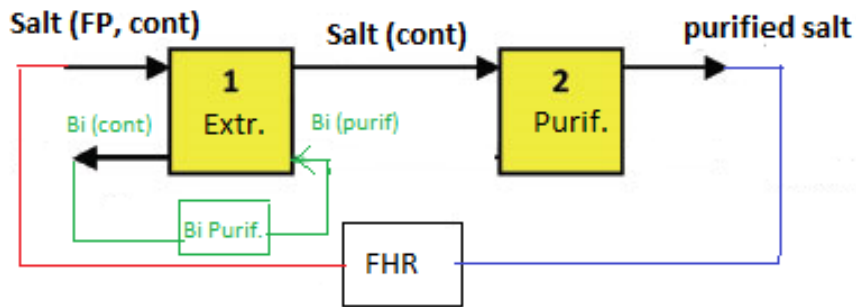 Salt (FP, cont)
Salt (cont)
purified salt
1
Extr.
2
Purif.
Bi (cont)
Bi (purif)
Bi Purif.
FHR